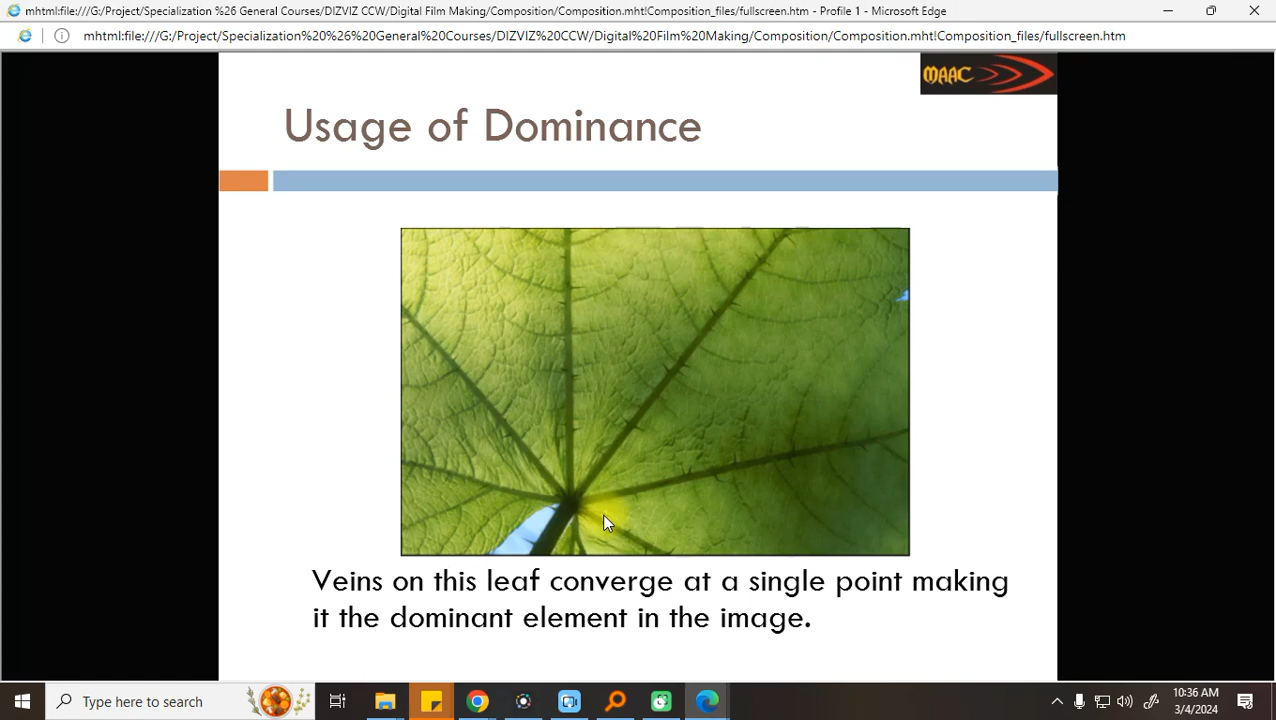 mhtml:file:///G:/Project/Specialization %26 General Courses/DIZVIZ CCW/Digital Film Making/Composition/Composition.mht!Composition_files/fullscreen.htm - Profile 1 - Microsoft Edge
mhtml:file:///G:/Project/Specialization%20%26%20General%20Courses/DIZVIZ%20CCW/Digital%20Film%20Making/Composition/Composition.mht!Composition_files/fullscreen.htm
MAAC
Usage of Dominance
Veins on this leaf converge at a single point making
it the dominant element in the image.
Type here to search
10:36 AM
3/4/2024